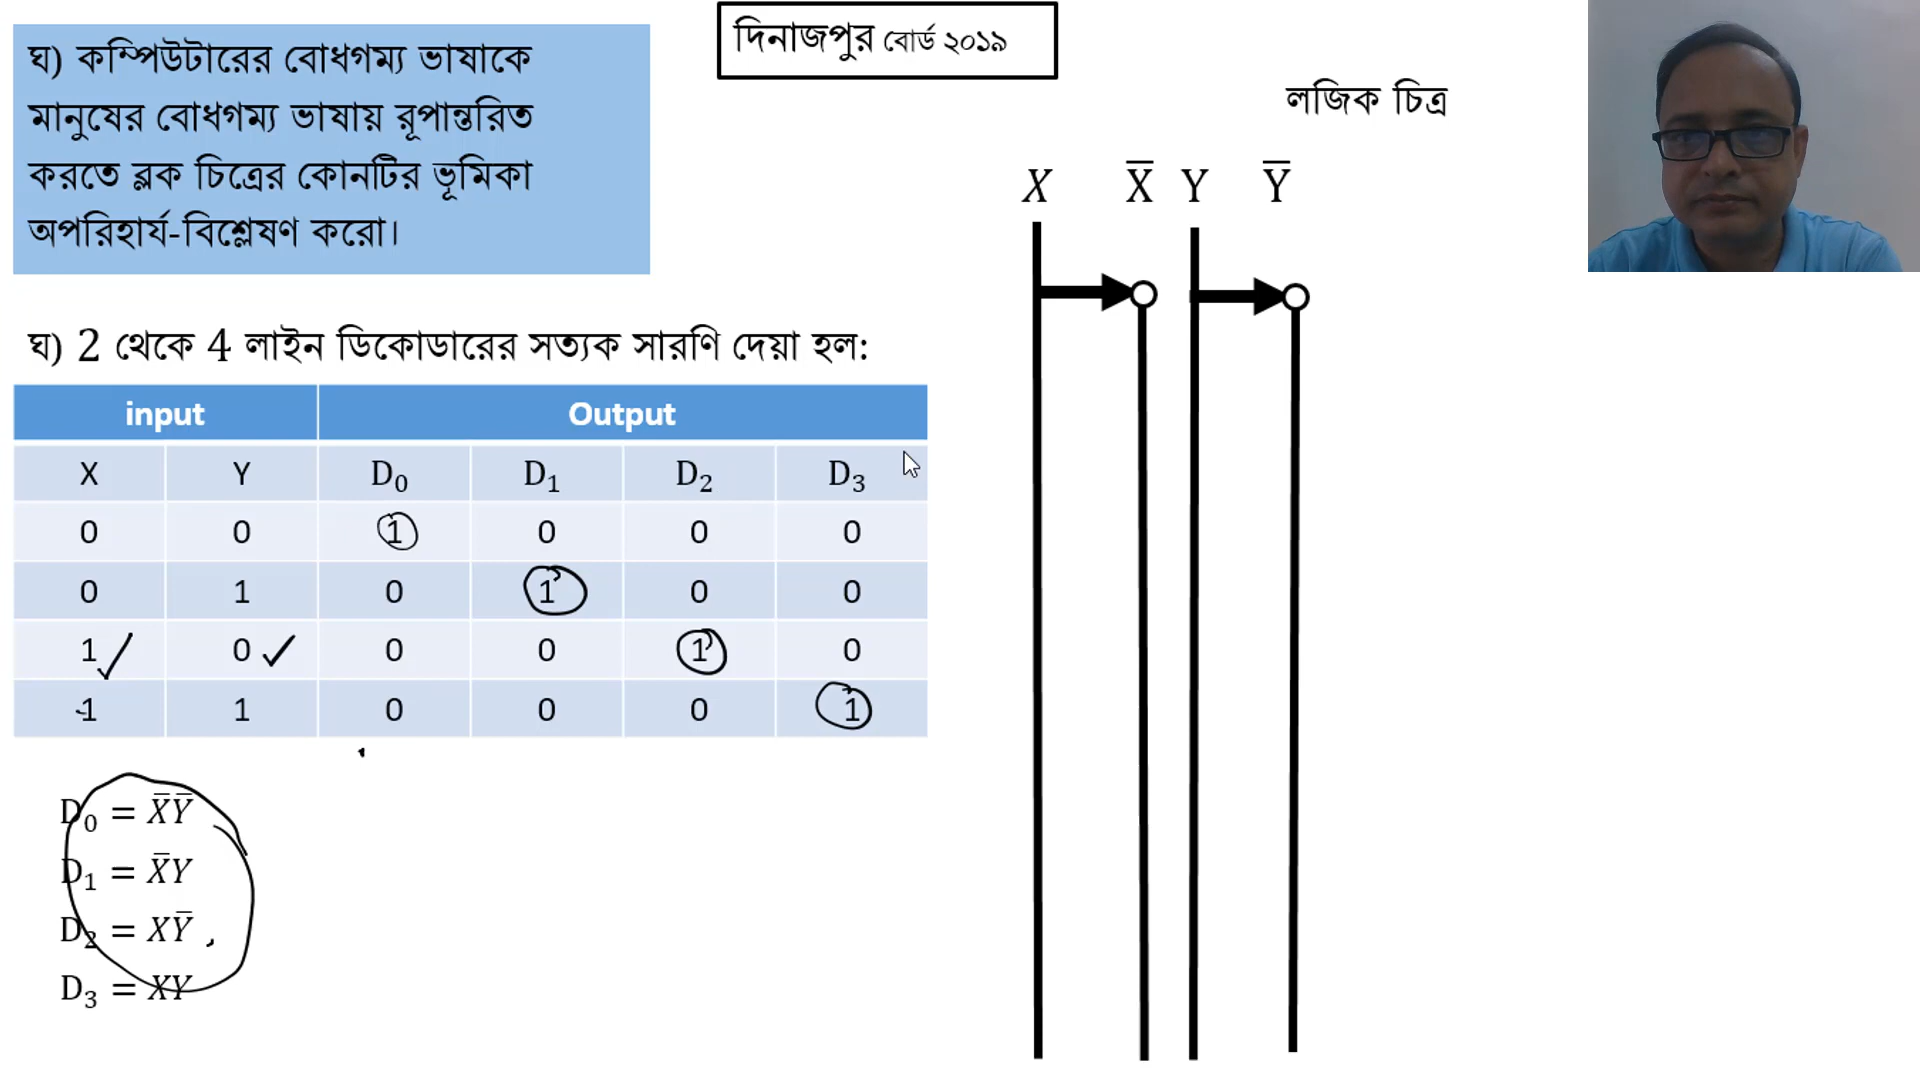 ঘ) কম্পিউটারের বোধগম্য ভাষাকে
মানুষের বোধগম্য ভাষায় রূপান্তরিত
করতে ব্লক চিত্রের কোনটির ভূমিকা
অপরিহার্য-বিশ্লেষণ করো।
দিনাজপুর বোর্ড ২০১৯
লজিক চিত্র
X X̅ Y Y̅
ঘ) 2 থেকে 4 লাইন ডিকোডারের সত্যক সারণি দেয়া হল:
input Output
X Y D₀ D₁ D₂ D₃
0 0 1 0 0 0
0 1 0 1 0 0
1 0 0 0 1 0
1 1 0 0 0 1
D₀ = X̅Y̅
D₁ = X̅Y
D₂ = XY̅
D₃ = XY